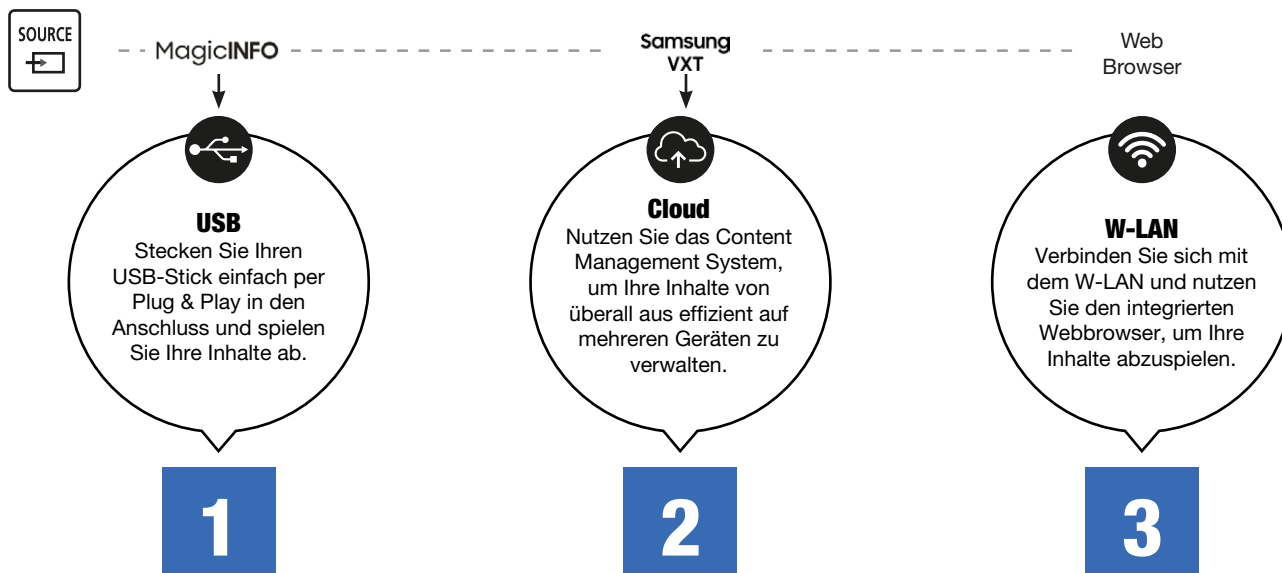 SOURCE
MagicINFO
Samsung
VXT
Web
Browser
USB
Stecken Sie Ihren
USB-Stick einfach per
Plug & Play in den
Anschluss und spielen
Sie Ihre Inhalte ab.
Cloud
Nutzen Sie das Content
Management System,
um Ihre Inhalte von
überall aus effizient auf
mehreren Geräten zu
verwalten.
W-LAN
Verbinden Sie sich mit
dem W-LAN und nutzen
Sie den integrierten
Webbrowser, um Ihre
Inhalte abzuspielen.
1
2
3